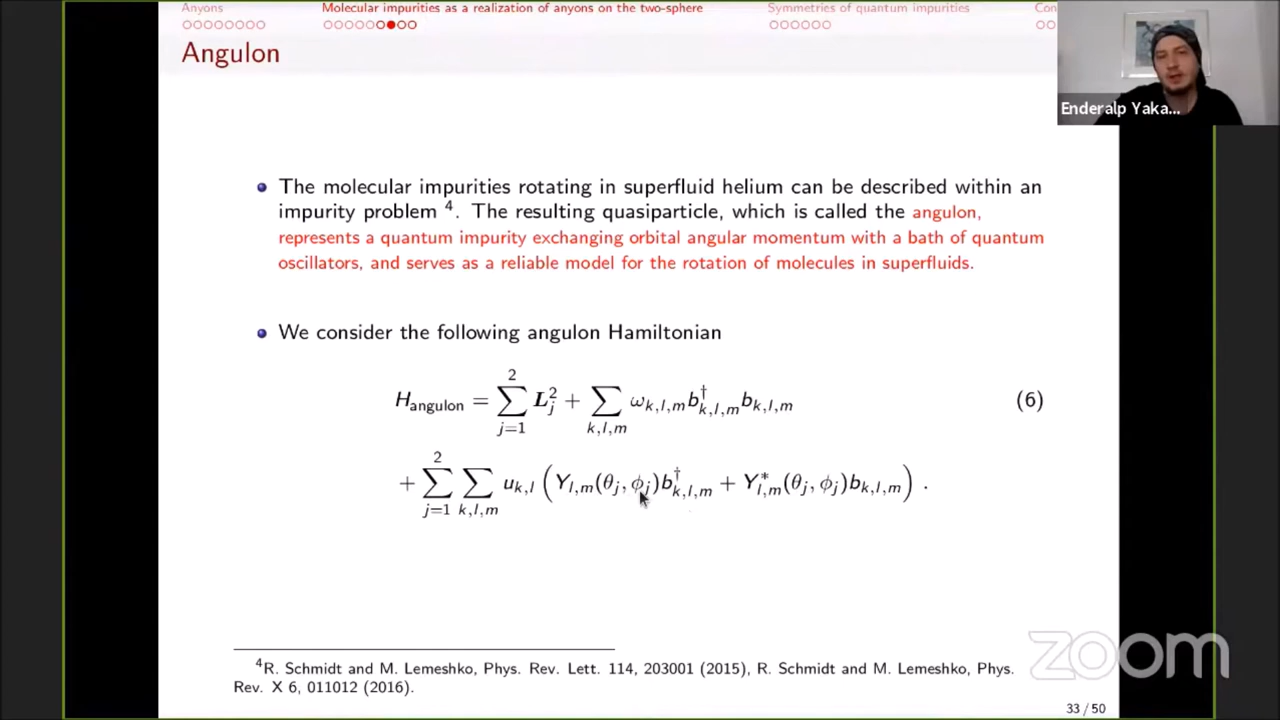 Anyons Molecular impurities as a realization of anyons on the two-sphere Symmetries of quantum impurities Con
Angulon
Enderalp Yaka...
The molecular impurities rotating in superfluid helium can be described within an
impurity problem ⁴. The resulting quasiparticle, which is called the angulon,
represents a quantum impurity exchanging orbital angular momentum with a bath of quantum
oscillators, and serves as a reliable model for the rotation of molecules in superfluids.
We consider the following angulon Hamiltonian
H_angulon = ∑_{j=1}^{2} L_j^2 + ∑_{k,l,m} ω_{k,l,m} b^†_{k,l,m} b_{k,l,m} (6)
+ ∑_{j=1}^{2} ∑_{k,l,m} u_{k,l} ( Y_{l,m}(θ_j, ϕ_j) b^†_{k,l,m} + Y^*_{l,m}(θ_j, ϕ_j) b_{k,l,m} ) .
⁴R. Schmidt and M. Lemeshko, Phys. Rev. Lett. 114, 203001 (2015), R. Schmidt and M. Lemeshko, Phys.
Rev. X 6, 011012 (2016).
zoom
33 / 50